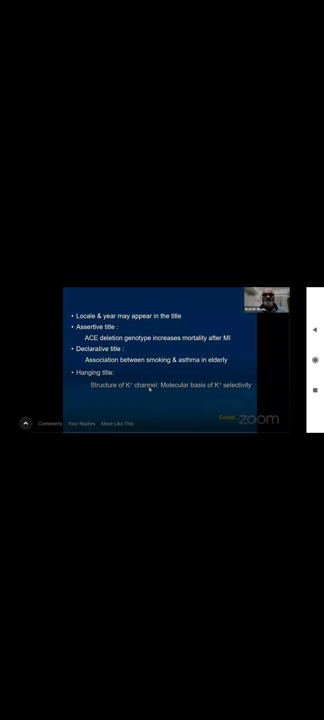 • Locale & year may appear in the title
• Assertive title :
ACE deletion genotype increases mortality after MI
• Declarative title :
Association between smoking & asthma in elderly
• Hanging title:
Structure of K⁺ channel: Molecular basis of K⁺ selectivity
zoom
Comments Your Replies More Like This